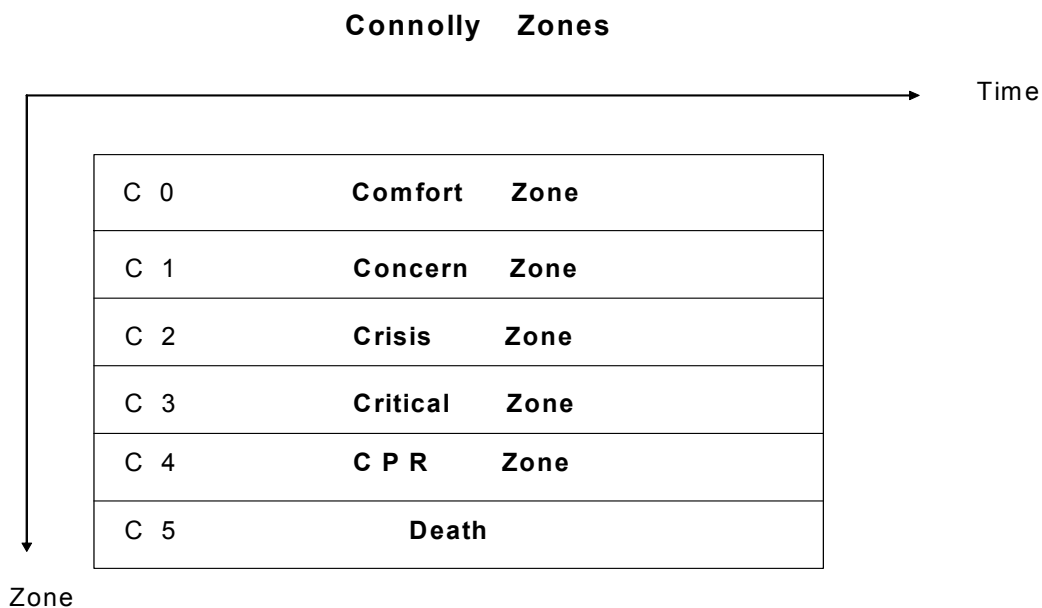 Connolly Zones
Time
C 0 Comfort Zone
C 1 Concern Zone
C 2 Crisis Zone
C 3 Critical Zone
C 4 C P R Zone
C 5 Death
Zone